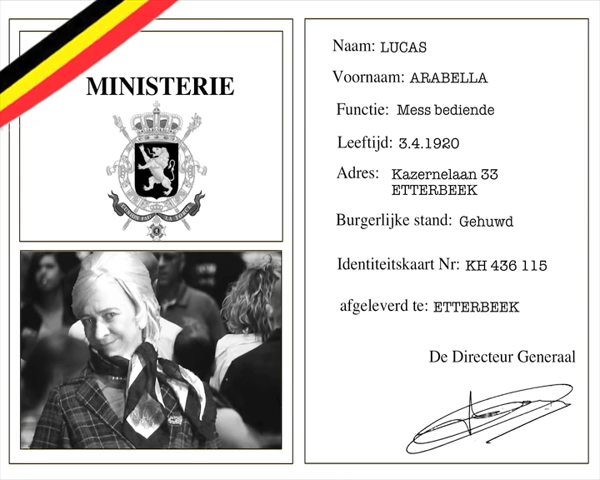 MINISTERIE
Naam: LUCAS
Voornaam: ARABELLA
Functie: Mess bediende
Leeftijd: 3.4.1920
Adres: Kazernelaan 33
ETTERBEEK
Burgerlijke stand: Gehuwd
Identiteitskaart Nr: KH 436 115
afgeleverd te: ETTERBEEK
De Directeur Generaal